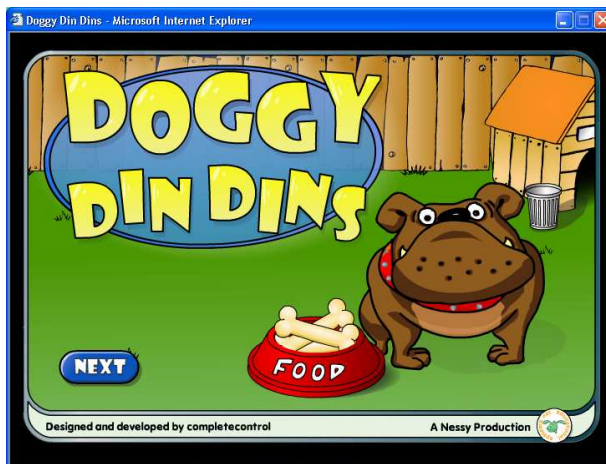 Doggy Din Dins - Microsoft Internet Explorer
DOGGY
DIN DINS
FOOD
NEXT
Designed and developed by completecontrol
A Nessy Production